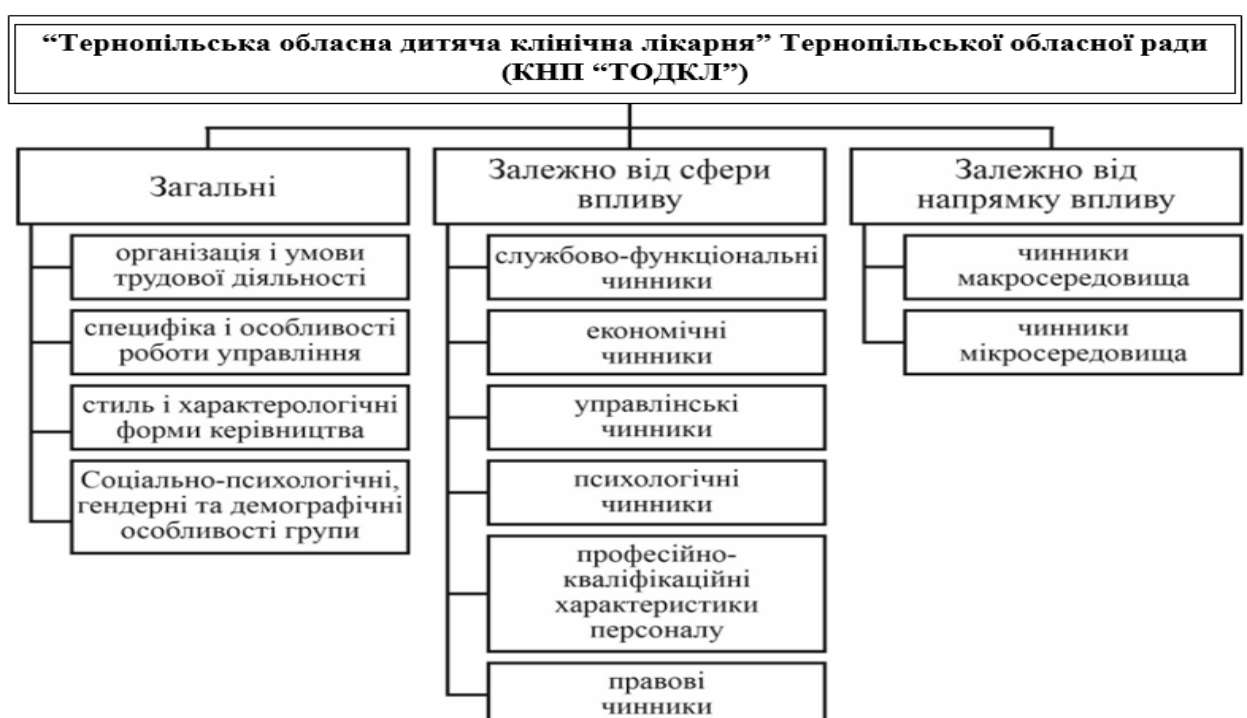 “Тернопільська обласна дитяча клінічна лікарня” Тернопільської обласної ради
(КНП “ТОДКЛ”)
Загальні
організація і умови
трудової діяльності
специфіка і особливості
роботи управління
стиль і характерологічні
форми керівництва
Соціально-психологічні,
гендерні та демографічні
особливості групи
Залежно від сфери
впливу
службово-функціональні
чинники
економічні
чинники
управлінські
чинники
психологічні
чинники
професійно-
кваліфікаційні
характеристики
персоналу
правові
чинники
Залежно від
напрямку впливу
чинники
макросередовища
чинники
мікросередовища